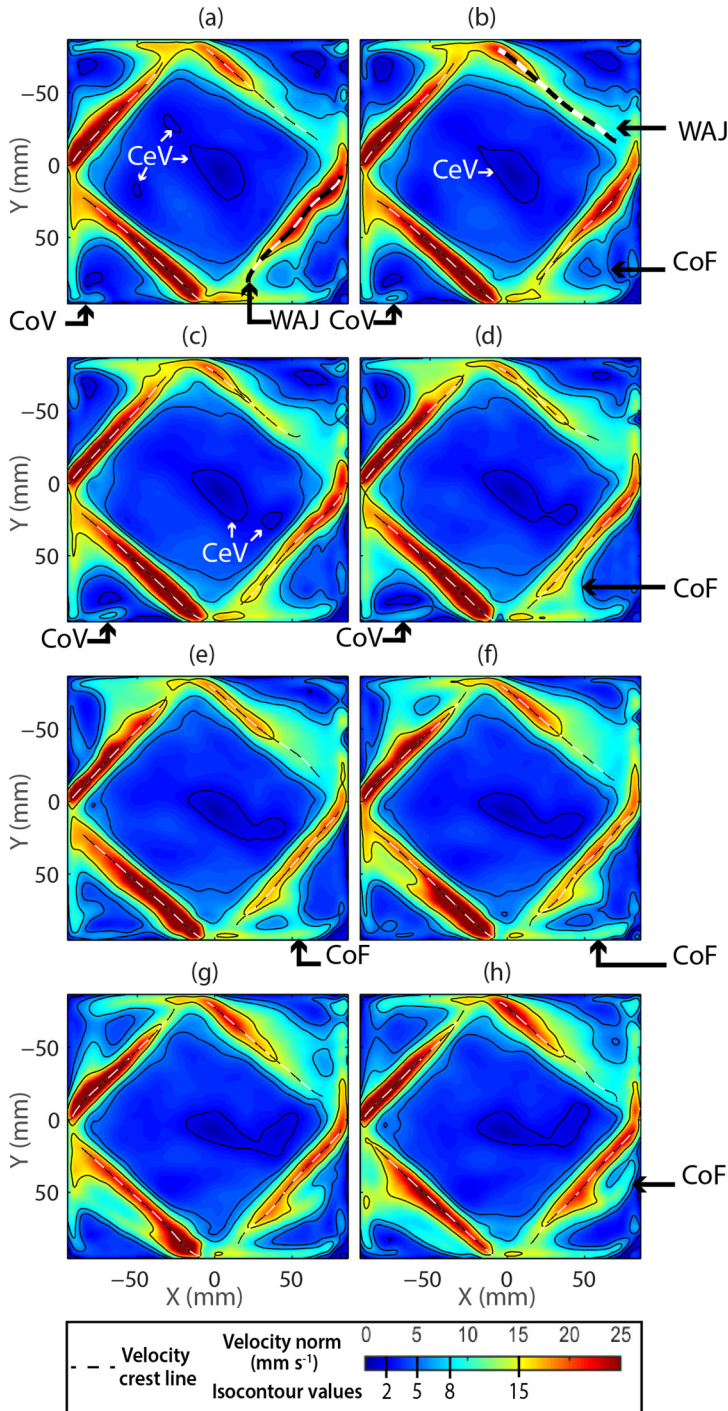 (a) (b)
−50
0
50
Y (mm)
CeV
CeV
WAJ
CoF
CoV WAJ CoV
(c) (d)
−50
0
50
Y (mm)
CeV
CoF
CoV CoV
(e) (f)
−50
0
50
Y (mm)
CoF CoF
(g) (h)
−50
0
50
Y (mm)
CoF
−50 0 50 −50 0 50
X (mm) X (mm)
Velocity crest line
Velocity norm (mm s⁻¹)
0 5 10 15 20 25
Isocontour values
2 5 8 15